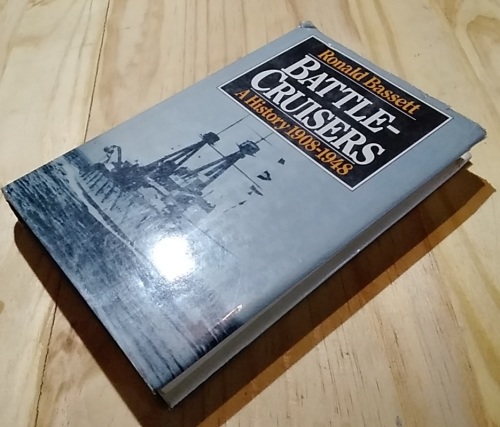 Ronald Bassett
BATTLE-
CRUISERS
A History 1908-1948